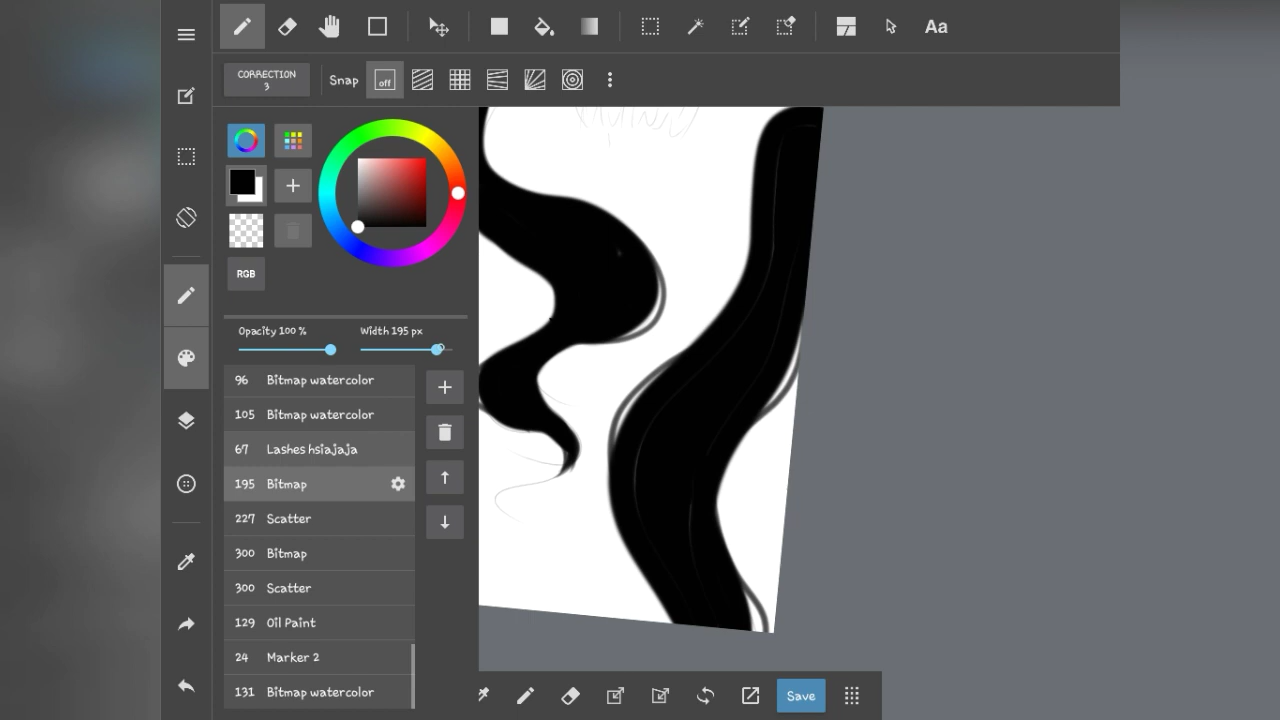 Aa
CORRECTION
3
Snap
off
RGB
Opacity 100 %
Width 195 px
96 Bitmap watercolor
105 Bitmap watercolor
67 Lashes hsiajaja
195 Bitmap
227 Scatter
300 Bitmap
300 Scatter
129 Oil Paint
24 Marker 2
131 Bitmap watercolor
Save